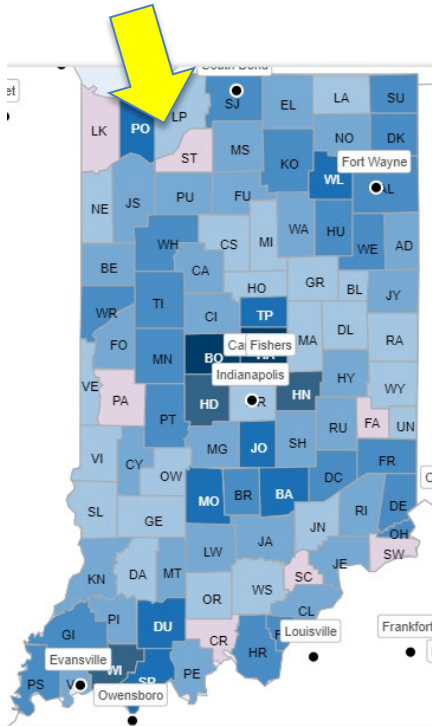 South Bend
et
LK PO LP SJ EL LA SU
ST MS NO DK
KO WL Fort Wayne
AL
NE JS PU FU WA HU
WH CS MI WE AD
BE CA
HO GR BL JY
WR TI CI TP
FO MN BO Fishers MA DL RA
Indianapolis
VE PA HD HN HY WY
PT FA UN
MG JO SH RU
VI CY OW DC FR
MO BR BA
SL GE JN RI DE
OH
LW JA JE SW
KN DA MT SC
OR WS
CL
PI DU
GI CR Louisville Frankfort
Evansville HR
PS WI PE
Owensboro SP